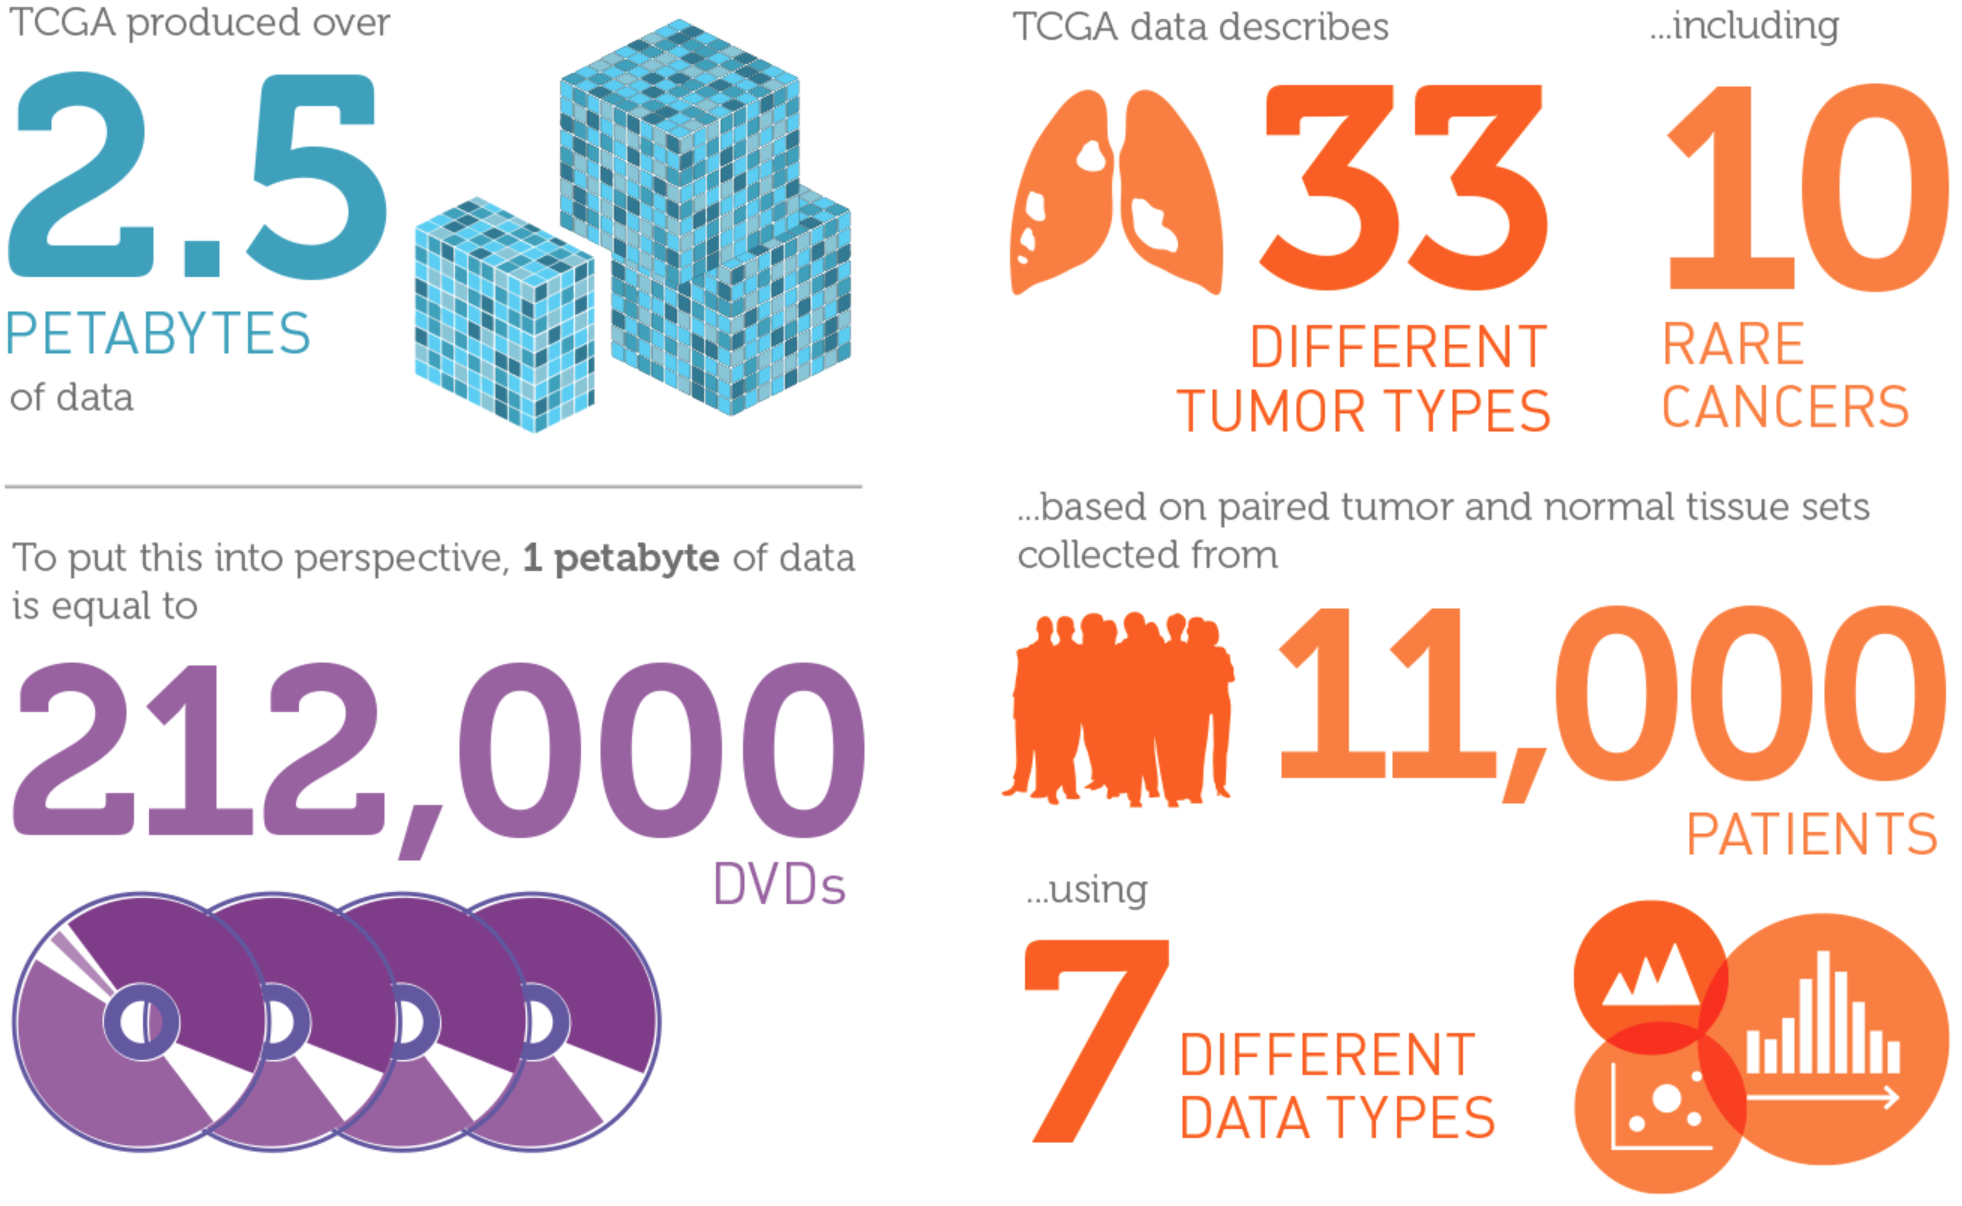 TCGA produced over
2.5
PETABYTES
of data
To put this into perspective, 1 petabyte of data
is equal to
212,000
DVDs
TCGA data describes
33
DIFFERENT
TUMOR TYPES
...including
10
RARE
CANCERS
...based on paired tumor and normal tissue sets
collected from
11,000
PATIENTS
...using
7
DIFFERENT
DATA TYPES